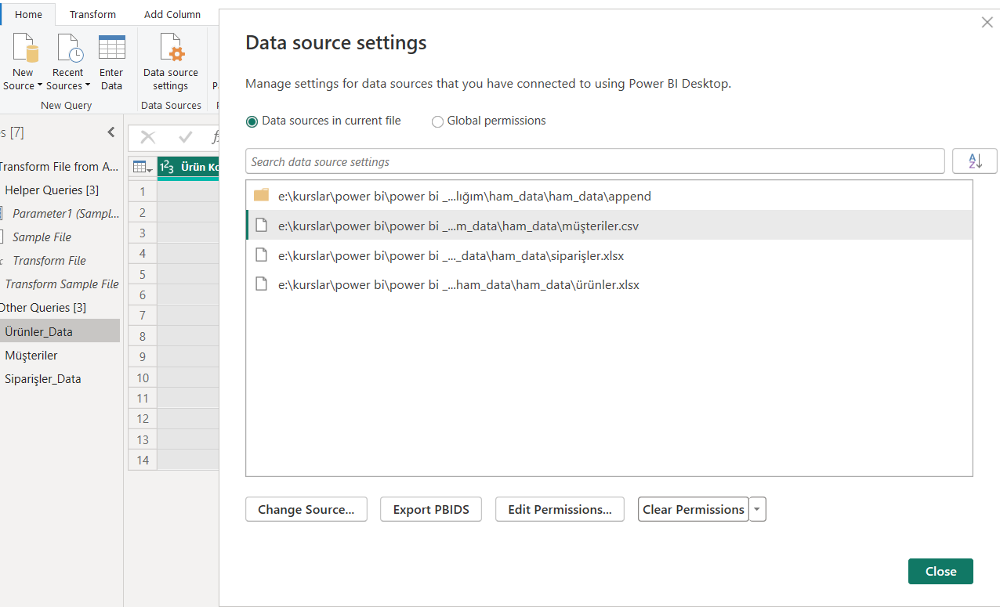 Home Transform Add Column
New Source
Recent Sources
Enter Data
Data source settings
New Query
Data Sources
[7]
Transform File from A...
Helper Queries [3]
Parameter1 (Sampl...
Sample File
Transform File
Transform Sample File
Other Queries [3]
Ürünler_Data
Müşteriler
Siparişler_Data
123 Ürün Ko
1
2
3
4
5
6
7
8
9
10
11
12
13
14
Data source settings
Manage settings for data sources that you have connected to using Power BI Desktop.
Data sources in current file Global permissions
Search data source settings
AZ
e:\kurslar\power bi\power bi _...lığım\ham_data\ham_data\append
e:\kurslar\power bi\power bi _...m_data\ham_data\müşteriler.csv
e:\kurslar\power bi\power bi _..._data\ham_data\siparişler.xlsx
e:\kurslar\power bi\power bi _...ham_data\ham_data\ürünler.xlsx
Change Source... Export PBIDS Edit Permissions... Clear Permissions
Close